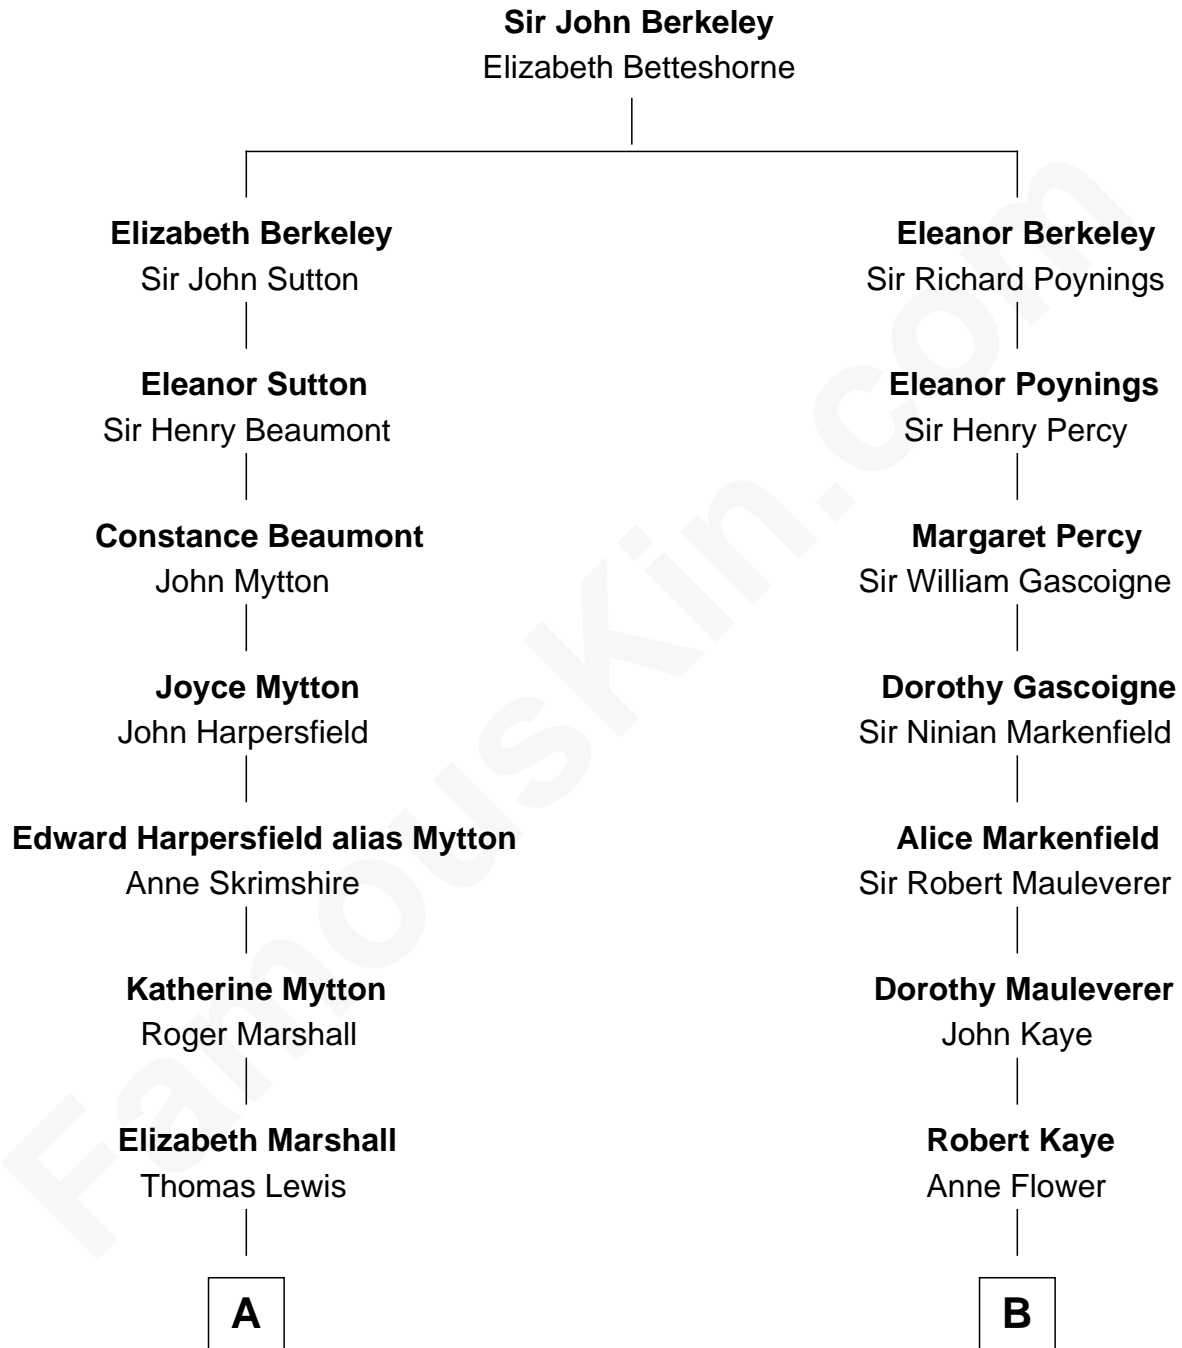 Sir John Berkeley
Elizabeth Betteshorne
Elizabeth Berkeley
Sir John Sutton
Eleanor Sutton
Sir Henry Beaumont
Constance Beaumont
John Mytton
Joyce Mytton
John Harpersfield
Edward Harpersfield alias Mytton
Anne Skrimshire
Katherine Mytton
Roger Marshall
Elizabeth Marshall
Thomas Lewis
A
Eleanor Berkeley
Sir Richard Poynings
Eleanor Poynings
Sir Henry Percy
Margaret Percy
Sir William Gascoigne
Dorothy Gascoigne
Sir Ninian Markenfield
Alice Markenfield
Sir Robert Mauleverer
Dorothy Mauleverer
John Kaye
Robert Kaye
Anne Flower
B
FamousKin.com